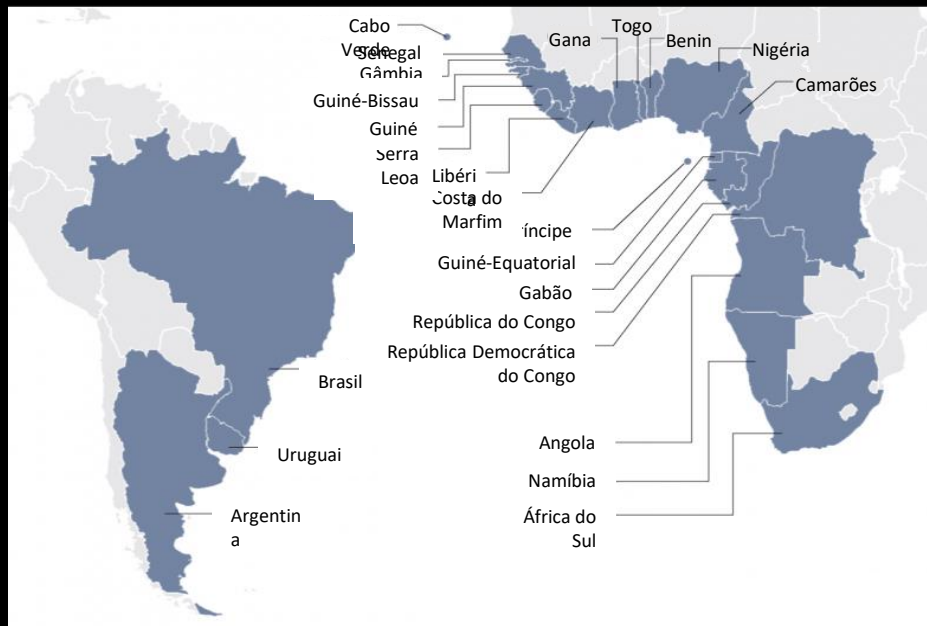 Cabo
Verde
Senegal
Gâmbia
Guiné-Bissau
Guiné
Serra
Leoa
Libéri
a
Costa do
Marfim
ríncipe
Guiné-Equatorial
Gabão
República do Congo
República Democrática
do Congo
Gana
Togo
Benin
Nigéria
Camarões
Brasil
Uruguai
Argentin
a
Angola
Namíbia
África do
Sul